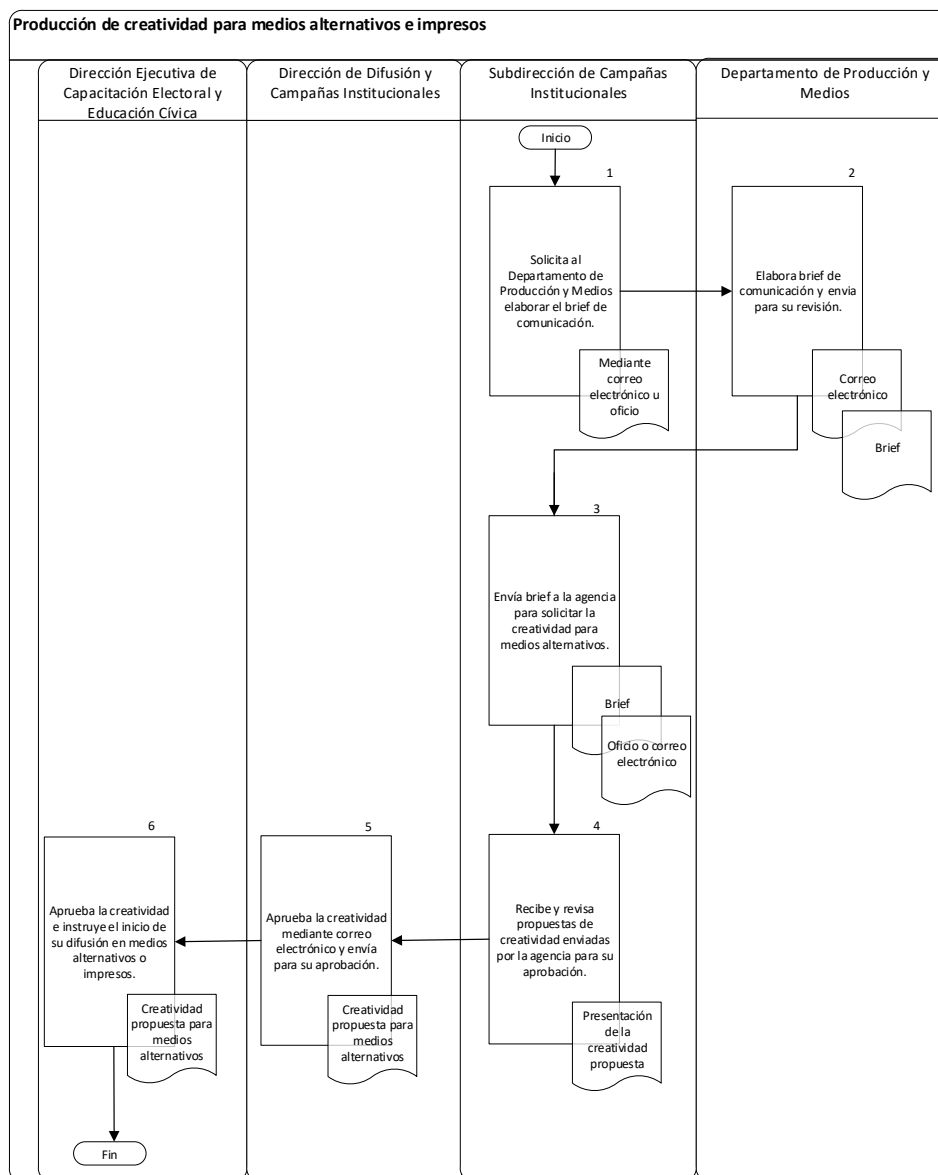 Producción de creatividad para medios alternativos e impresos
Dirección Ejecutiva de
Capacitación Electoral y
Educación Cívica
Dirección de Difusión y
Campañas Institucionales
Subdirección de Campañas
Institucionales
Departamento de Producción y
Medios
Inicio
1
Solicita al
Departamento de
Producción y Medios
elaborar el brief de
comunicación.
Mediante
correo
electrónico u
oficio
2
Elabora brief de
comunicación y envia
para su revisión.
Correo
electrónico
Brief
3
Envía brief a la agencia
para solicitar la
creatividad para
medios alternativos.
Brief
Oficio o correo
electrónico
4
Recibe y revisa
propuestas de
creatividad enviadas
por la agencia para su
aprobación.
Presentación
de la
creatividad
propuesta
5
Aprueba la creatividad
mediante correo
electrónico y envía
para su aprobación.
Creatividad
propuesta para
medios
alternativos
6
Aprueba la creatividad
e instruye el inicio de
su difusión en medios
alternativos o
impresos.
Creatividad
propuesta para
medios
alternativos
Fin